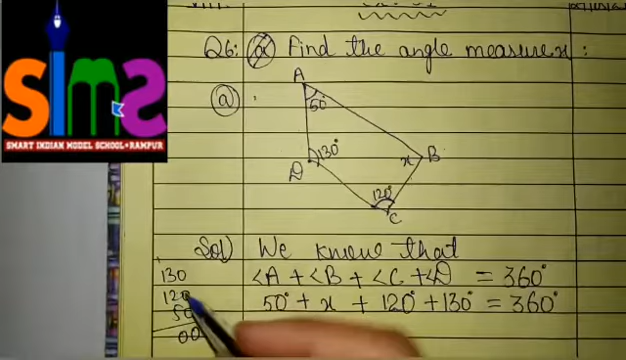 SIMS
SMART INDIAN MODEL SCHOOL-RAMPUR
Q6: (a) Find the angle measure x :
(a)
A
50°
130°
D
x B
120°
C
Sol) We know that
∠A + ∠B + ∠C + ∠D = 360°
50° + x + 120° + 130° = 360°
130
120
50
00